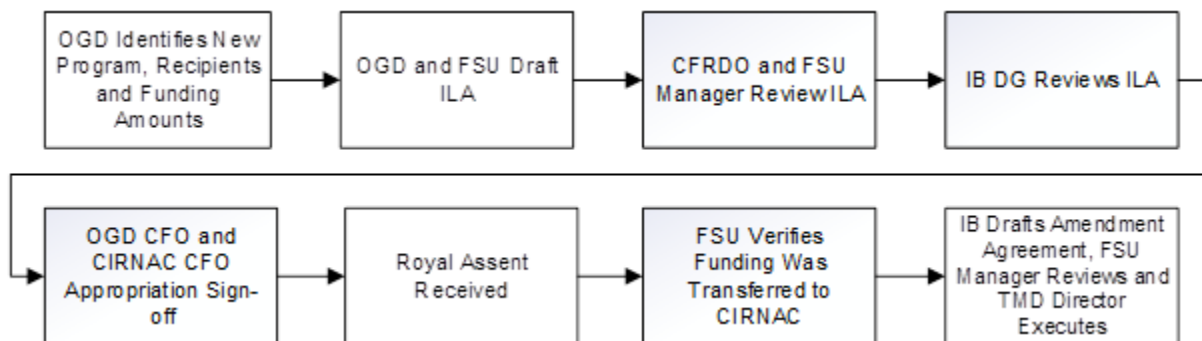 OGD Identifies New
Program, Recipients
and Funding
Amounts
OGD and FSU Draft
ILA
CFRDO and FSU
Manager Review ILA
IB DG Reviews ILA
OGD CFO and
CIRNAC CFO
Appropriation Sign-
off
Royal Assent
Received
FSU Verifies
Funding Was
Transferred to
CIRNAC
IB Drafts Amendment
Agreement, FSU
Manager Reviews and
TMD Director
Executes